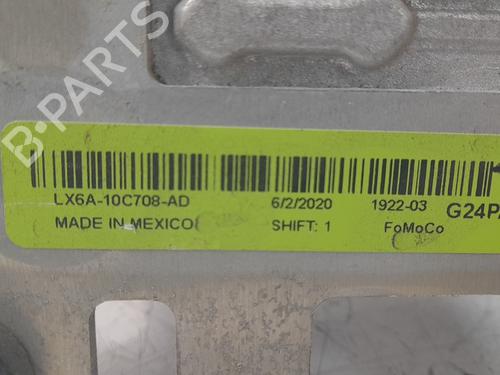 B-PARTS
LX6A-10C708-AD 6/2/2020 1922-03 G24P
MADE IN MEXICO SHIFT: 1 FoMoCo